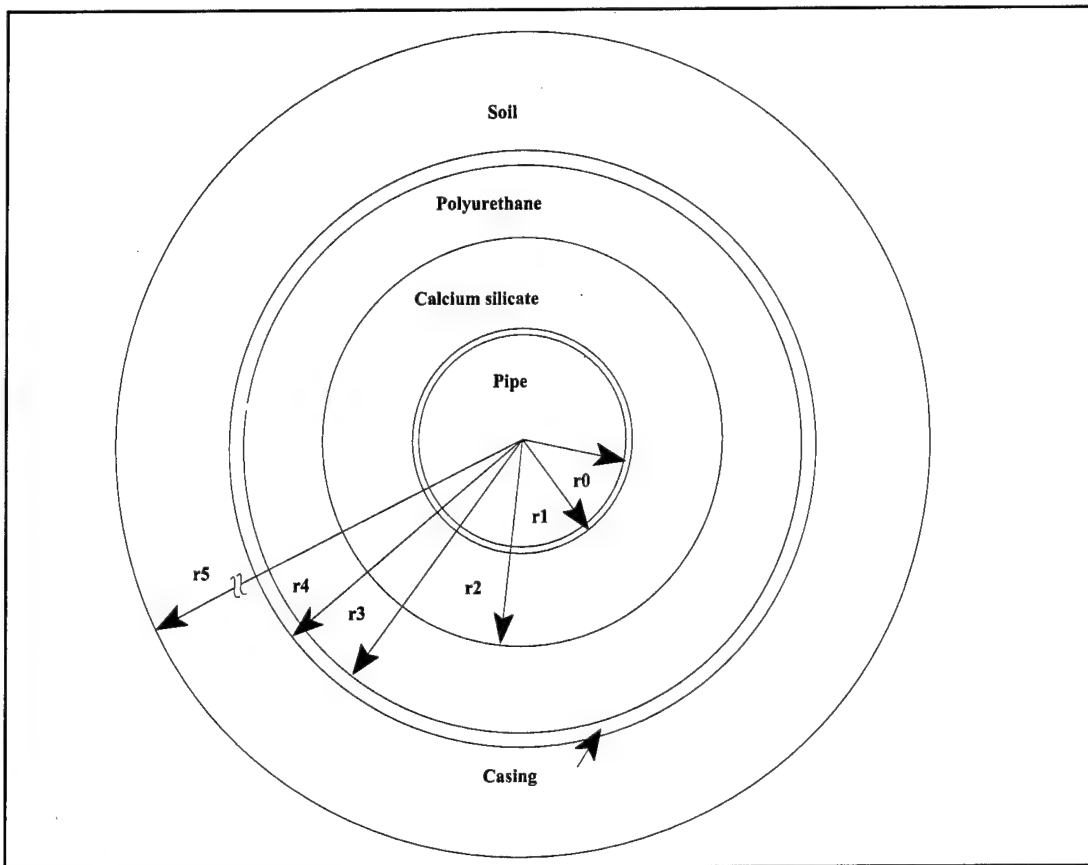 Soil
Polyurethane
Calcium silicate
Pipe
r0
r1
r2
r5
r4
r3
Casing